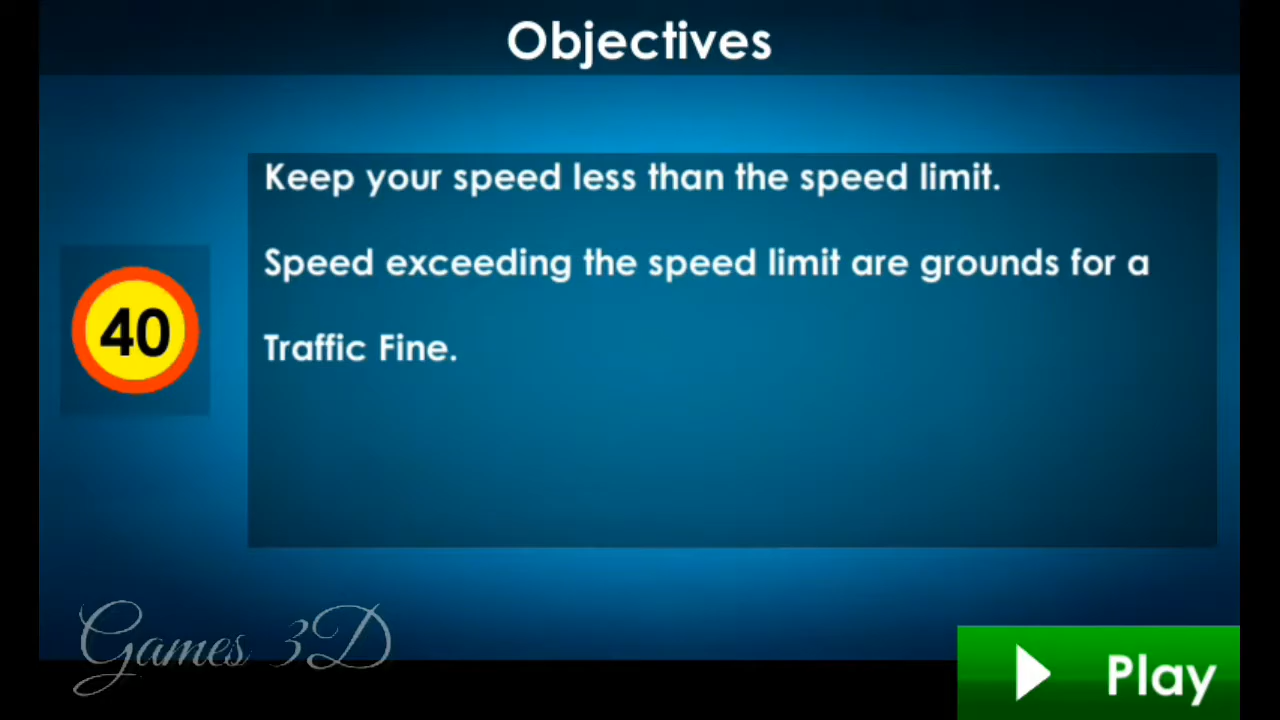 Objectives
Keep your speed less than the speed limit.
Speed exceeding the speed limit are grounds for a
Traffic Fine.
40
Games 3D
Play